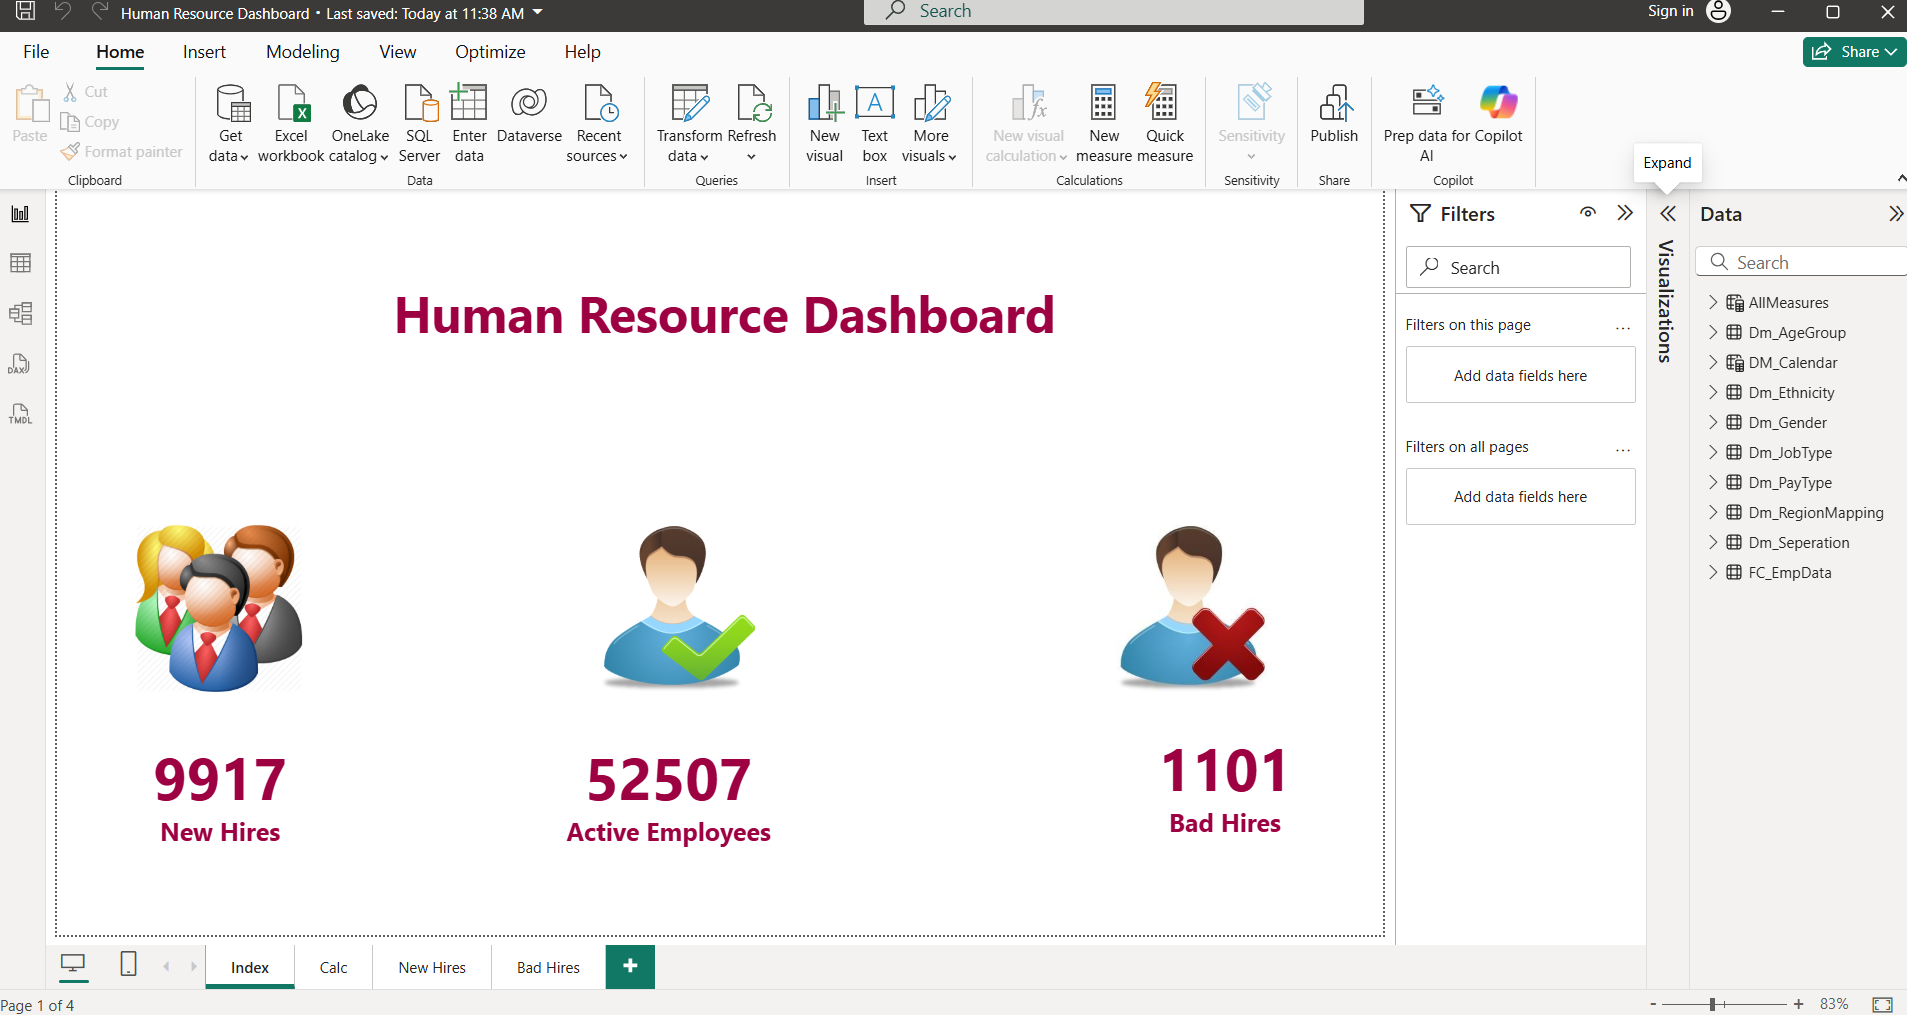 Human Resource Dashboard • Last saved: Today at 11:38 AM
Search
Sign in
File
Home
Insert
Modeling
View
Optimize
Help
Share
Paste
Cut
Copy
Format painter
Clipboard
Get data
Excel workbook
OneLake catalog
SQL Server
Enter data
Dataverse
Recent sources
Data
Transform data
Refresh
Queries
New visual
A
Text box
More visuals
Insert
New visual calculation
New measure
Quick measure
Calculations
Sensitivity
Sensitivity
Publish
Share
Prep data for AI
Copilot
Copilot
Expand
DAX
TMDL
Human Resource Dashboard
9917
New Hires
52507
Active Employees
1101
Bad Hires
Filters
Search
Filters on this page
...
Add data fields here
Filters on all pages
...
Add data fields here
Visualizations
Data
Search
AllMeasures
Dm_AgeGroup
DM_Calendar
Dm_Ethnicity
Dm_Gender
Dm_JobType
Dm_PayType
Dm_RegionMapping
Dm_Seperation
FC_EmpData
Index
Calc
New Hires
Bad Hires
+
Page 1 of 4
-
+
83%